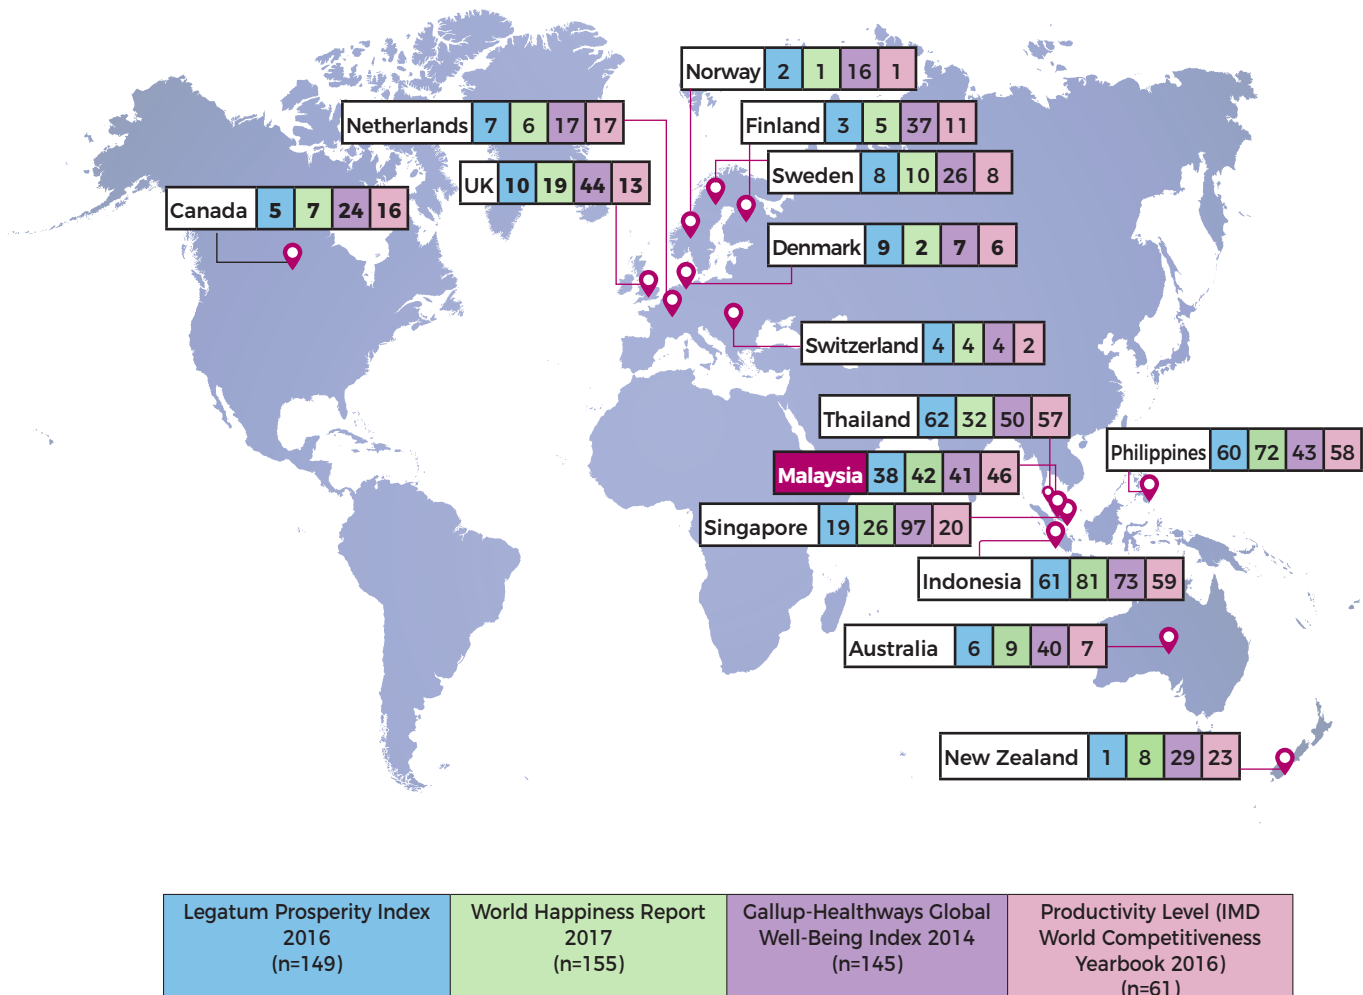 Norway 2 1 16 1
Netherlands 7 6 17 17
Finland 3 5 37 11
UK 10 19 44 13
Sweden 8 10 26 8
Canada 5 7 24 16
Denmark 9 2 7 6
Switzerland 4 4 4 2
Thailand 62 32 50 57
Philippines 60 72 43 58
Malaysia 38 42 41 46
Singapore 19 26 97 20
Indonesia 61 81 73 59
Australia 6 9 40 7
New Zealand 1 8 29 23
Legatum Prosperity Index
2016
(n=149)
World Happiness Report
2017
(n=155)
Gallup-Healthways Global
Well-Being Index 2014
(n=145)
Productivity Level (IMD
World Competitiveness
Yearbook 2016)
(n=61)